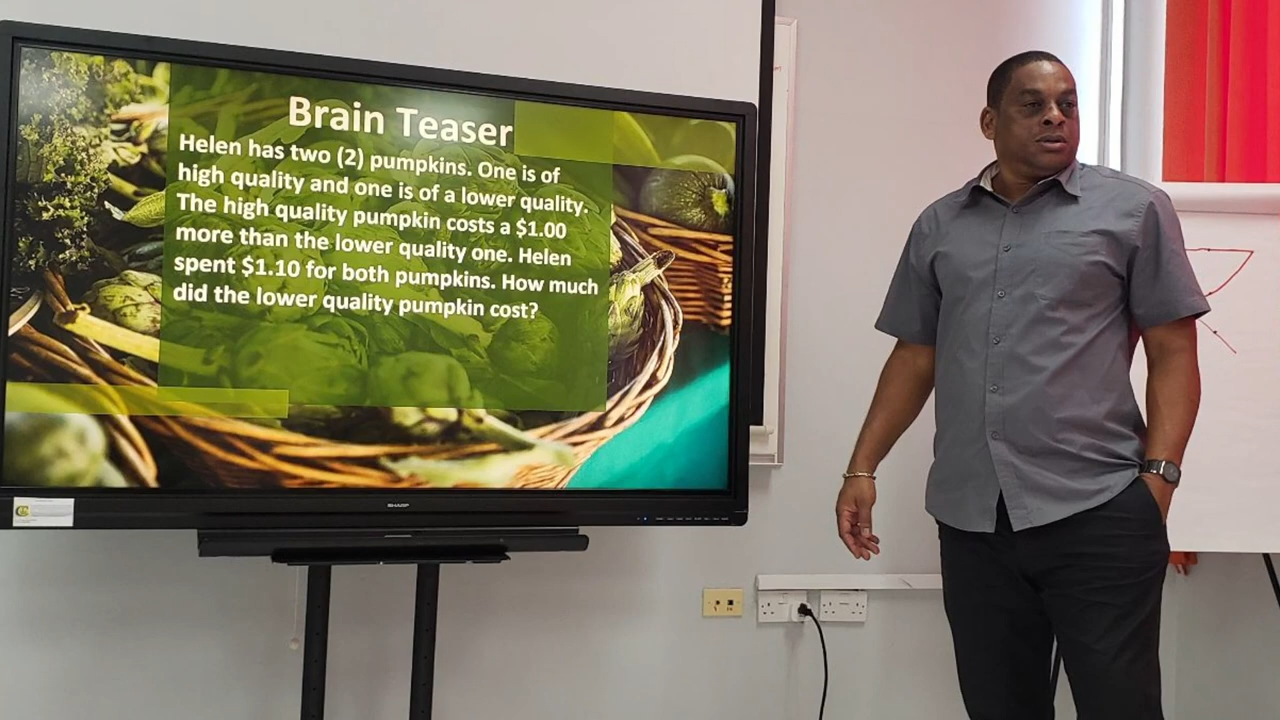 Brain Teaser
Helen has two (2) pumpkins. One is of
high quality and one is of a lower quality.
The high quality pumpkin costs a $1.00
more than the lower quality one. Helen
spent $1.10 for both pumpkins. How much
did the lower quality pumpkin cost?
SHARP